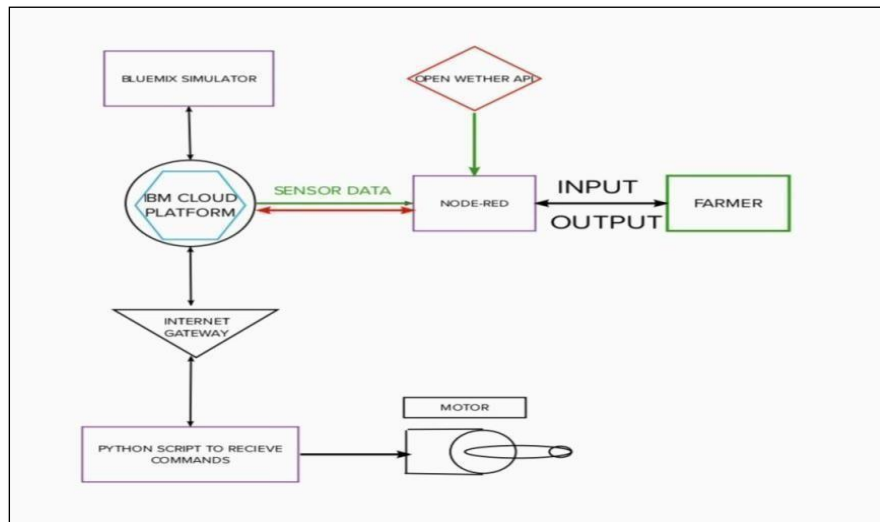 BLUEMIX SIMULATOR
OPEN WETHER API
IBM CLOUD
PLATFORM
SENSOR DATA
NODE-RED
INPUT
OUTPUT
FARMER
INTERNET
GATEWAY
MOTOR
PYTHON SCRIPT TO RECIEVE
COMMANDS